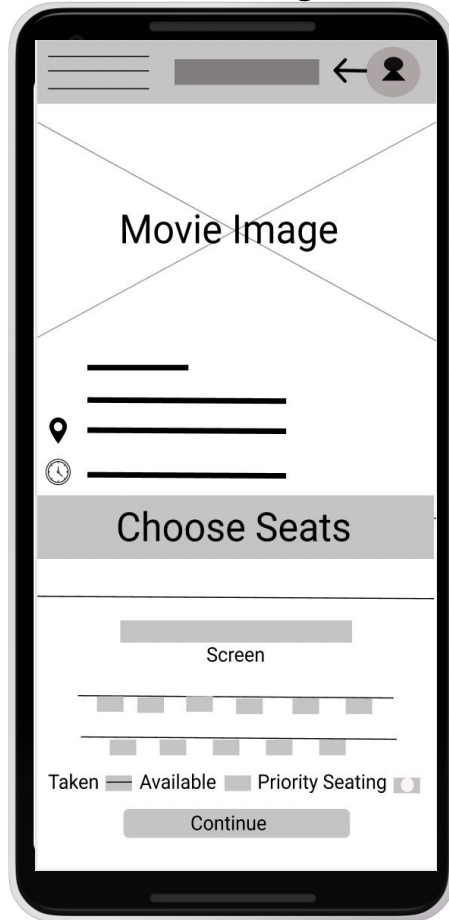 Movie Image
Choose Seats
Screen
Taken Available Priority Seating
Continue